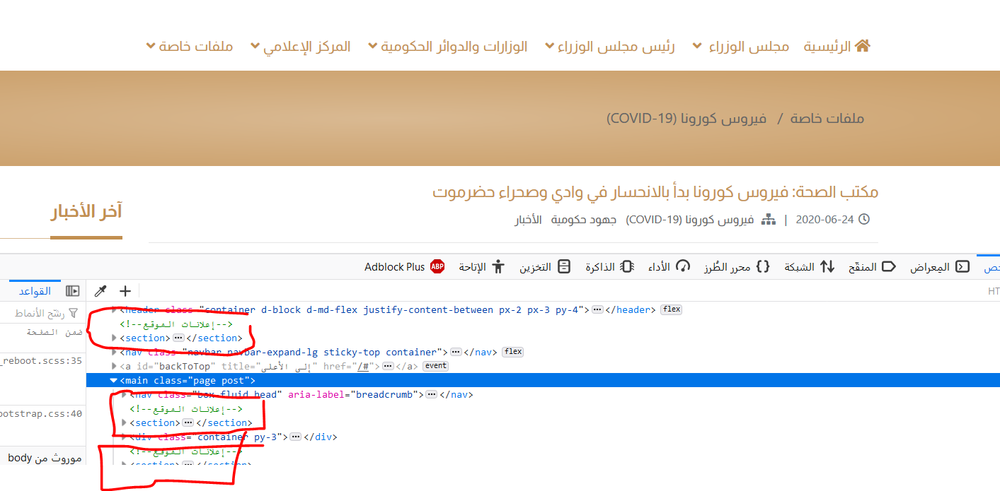 الرئيسية مجلس الوزراء رئيس مجلس الوزراء الوزارات والدوائر الحكومية المركز الإعلامي ملفات خاصة
ملفات خاصة / فيروس كورونا (COVID-19)
مكتب الصحة: فيروس كورونا بدأ بالانحسار في وادي وصحراء حضرموت
2020-06-24 | فيروس كورونا (COVID-19) جهود حكومية الأخبار
آخر الأخبار
المِعراض المنقّح الشبكة محرر الطُرز الأداء الذاكرة التخزين الإتاحة Adblock Plus ABP
القواعد
رشّح الأنماط
ضمن الصفحة
_reboot.scss:35
ootstrap.css:40
موروث من body
<header class="container d-block d-md-flex justify-content-between px-2 px-3 py-4">…</header> flex
<!--إعلانات الموقع-->
<section>…</section>
<nav class="navbar navbar-expand-lg sticky-top container">…</nav> flex
<a id="backToTop" title="إلى الأعلى" href="/#">…</a> event
<main class="page post">
<nav class="box-fluid head" aria-label="breadcrumb">…</nav>
<!--إعلانات الموقع-->
<section>…</section>
<div class="container py-3">…</div>
<!--إعلانات الموقع-->
<section>…</section>